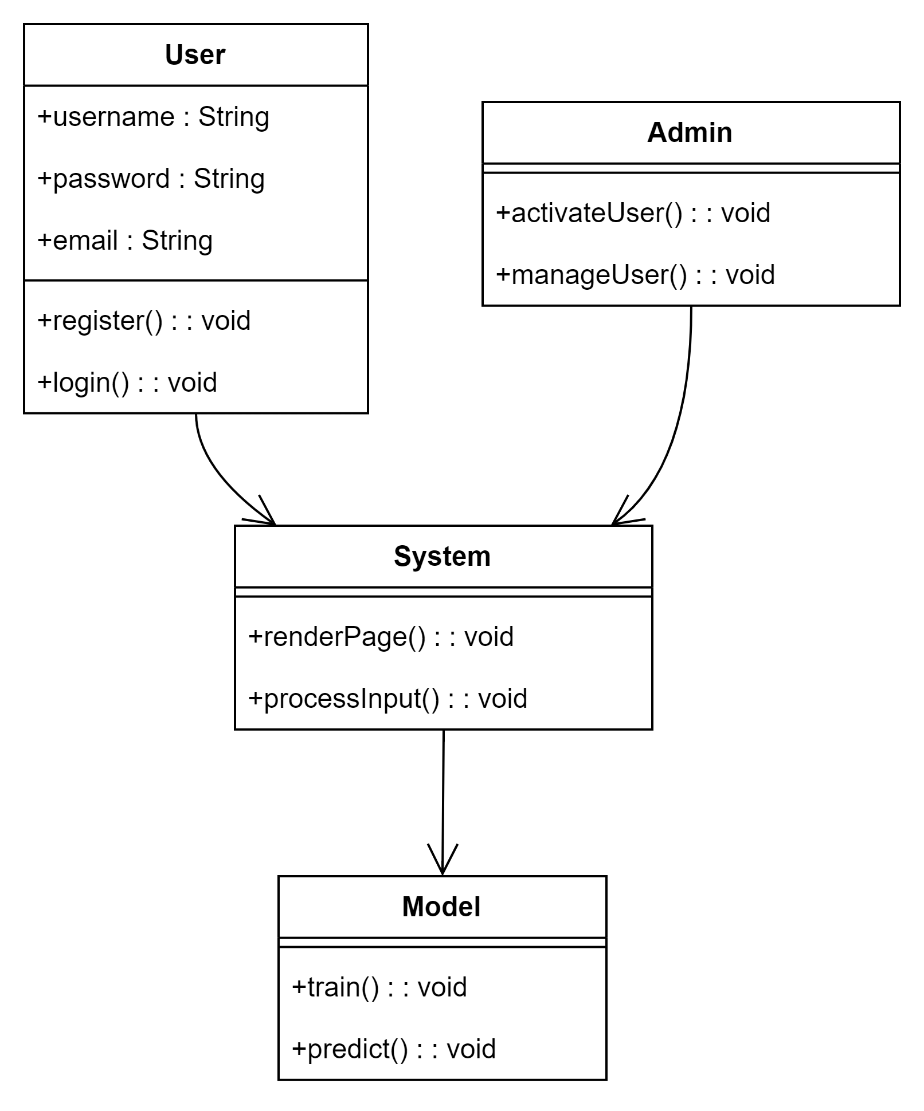 User
+username : String
+password : String
+email : String
+register() : : void
+login() : : void
Admin
+activateUser() : : void
+manageUser() : : void
System
+renderPage() : : void
+processInput() : : void
Model
+train() : : void
+predict() : : void